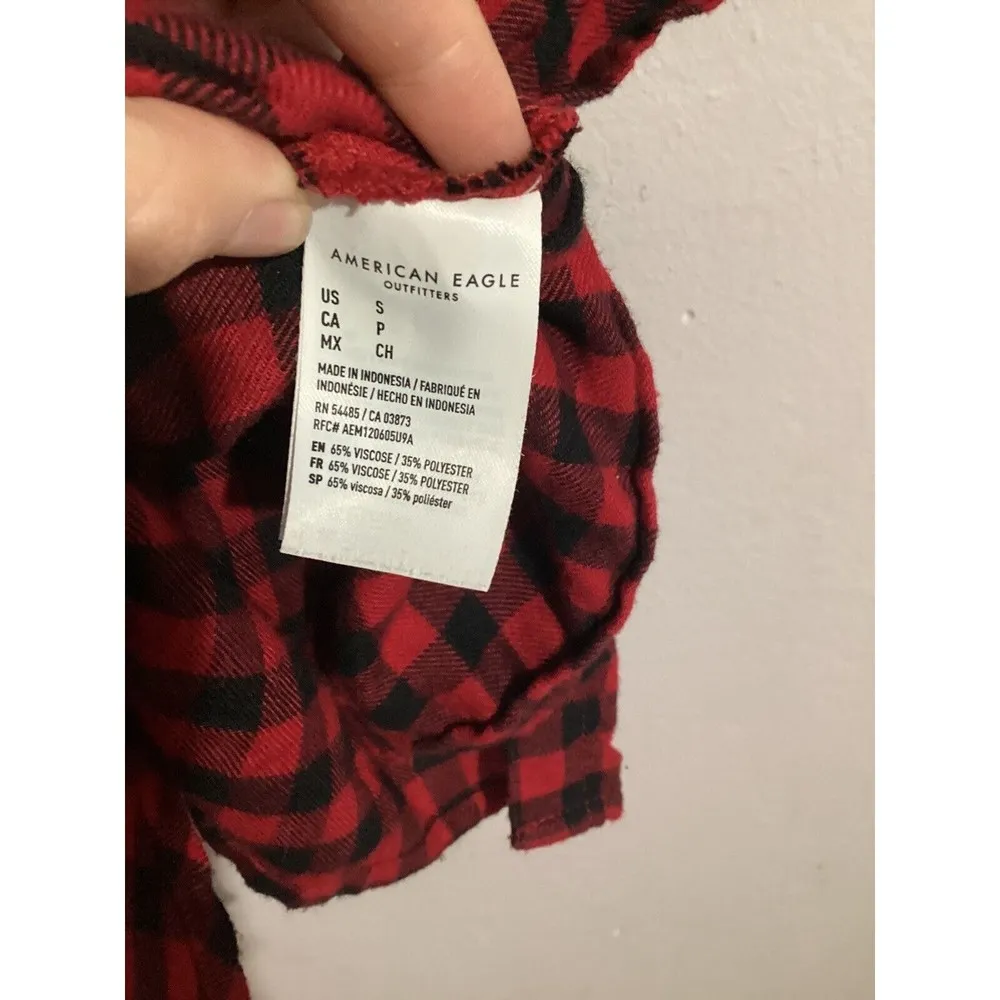 AMERICAN EAGLE
OUTFITTERS
US S
CA P
MX CH
MADE IN INDONESIA / FABRIQUÉ EN
INDONÉSIE / HECHO EN INDONESIA
RN 54485 / CA 03873
RFC# AEM120605U9A
EN 65% VISCOSE / 35% POLYESTER
FR 65% VISCOSE / 35% POLYESTER
SP 65% viscosa / 35% poliéster